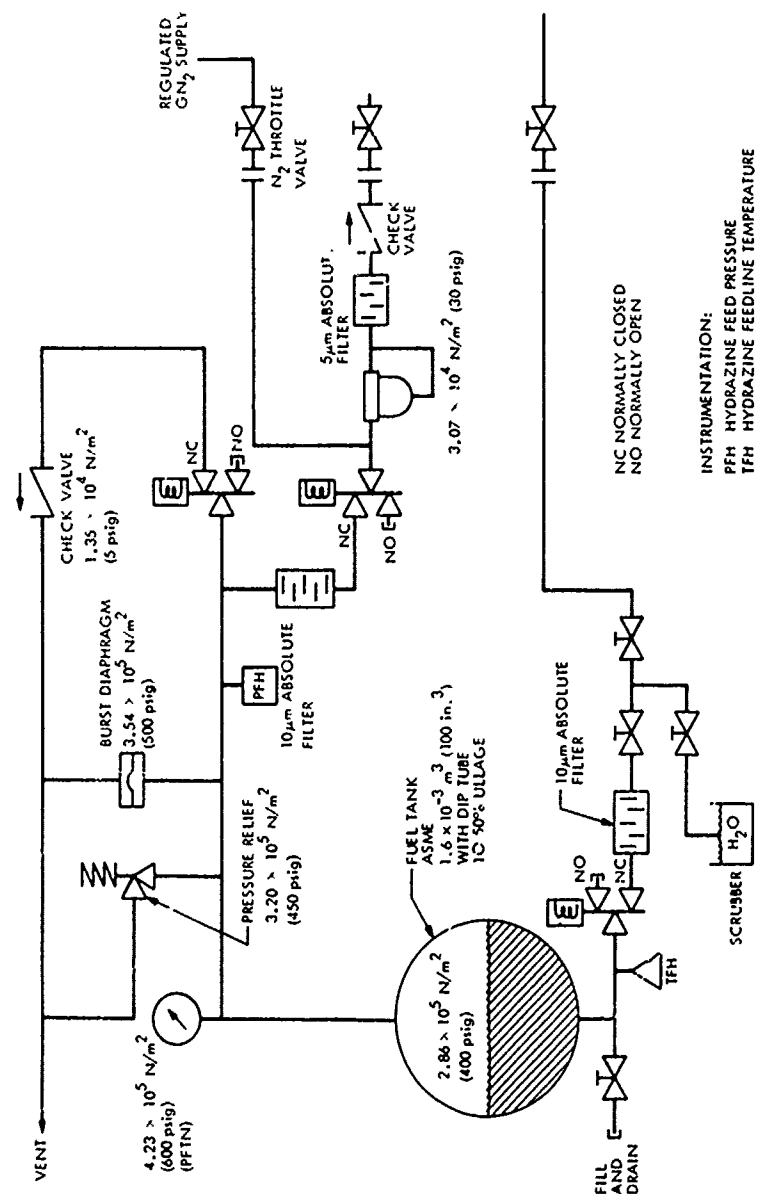 REGULATED
GN2 SUPPLY
N2 THROTTLE
VALVE
CHECK
VALVE
5μm ABSOLUT.
FILTER
3.07 × 10^4 N/m^2 (30 psig)
NC
NO
NC
NO
CHECK VALVE
1.35 × 10^4 N/m^2
(5 psig)
BURST DIAPHRAGM
3.54 > 10^5 N/m^2
(500 psig)
PFH
10μm ABSOLUTE
FILTER
PRESSURE RELIEF
3.20 > 10^5 N/m^2
(450 psig)
VENT
4.23 > 10^5 N/m^2
(600 psig)
(PFTN)
FUEL TANK
ASME
1.6 × 10^-3 m^3 (100 in.^3)
WITH DIP TUBE
10 50% ULLAGE
2.86 > 10^5 N/m^2
(400 psig)
10μm ABSOLUTE
FILTER
NO
NC
TFH
H2O
SCRUBBER
FILL
AND
DRAIN
NC NORMALLY CLOSED
NO NORMALLY OPEN
INSTRUMENTATION:
PFH HYDRAZINE FEED PRESSURE
TFH HYDRAZINE FEEDLINE TEMPERATURE